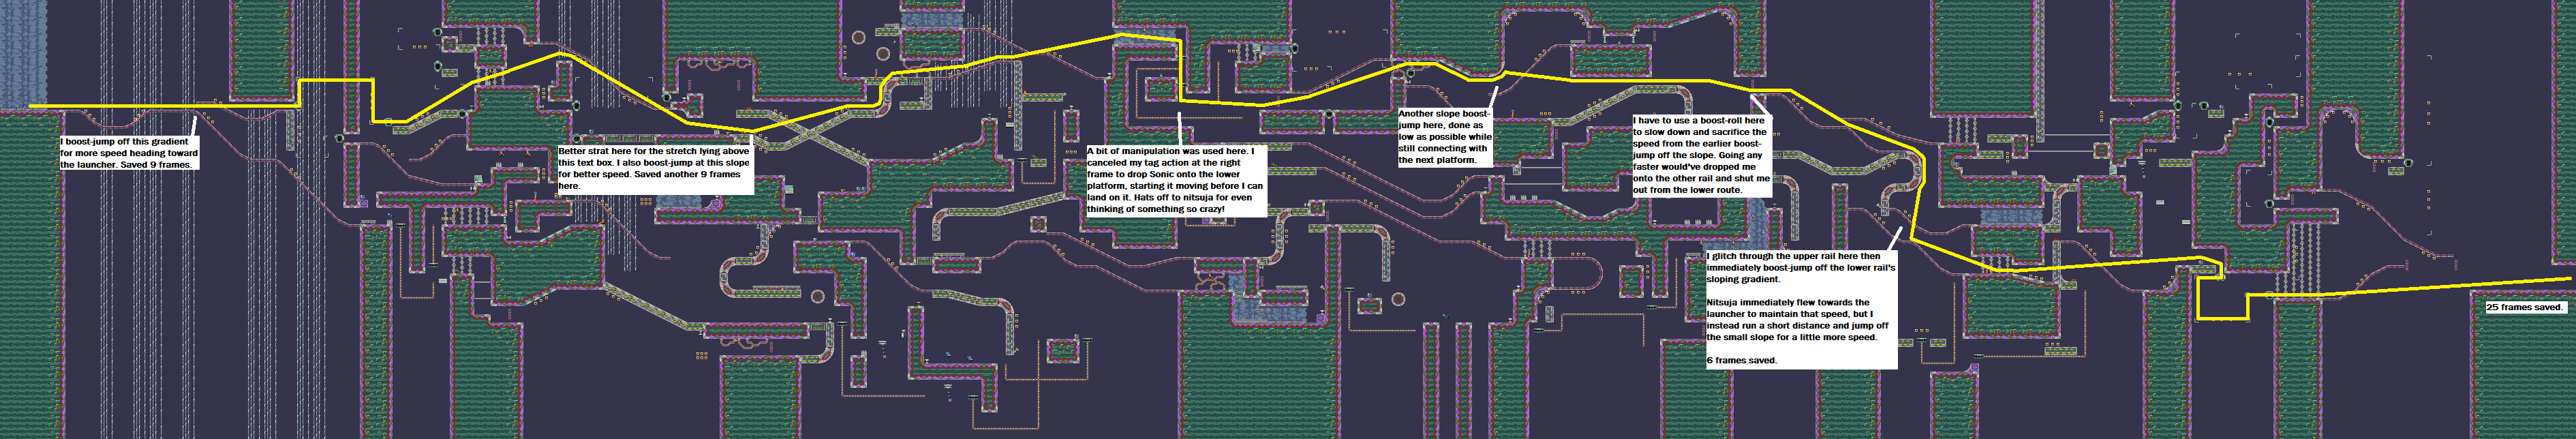 I boost-jump off this gradient
for more speed heading toward
the launcher. Saved 9 frames.
Better strat here for the stretch lying above
this text box. I also boost-jump at this slope
for better speed. Saved another 9 frames
here.
A bit of manipulation was used here. I
canceled my tag action at the right
frame to drop Sonic onto the lower
platform, starting it moving before I can
land on it. Hats off to nitsuja for even
thinking of something so crazy!
Another slope boost-
jump here, done as
low as possible while
still connecting with
the next platform.
I have to use a boost-roll here
to slow down and sacrifice the
speed from the earlier boost-
jump off the slope. Going any
faster would've dropped me
onto the other rail and shut me
out from the lower route.
I glitch through the upper rail here then
immediately boost-jump off the lower rail's
sloping gradient.
Nitsuja immediately flew towards the
launcher to maintain that speed, but I
instead run a short distance and jump off
the small slope for a little more speed.
6 frames saved.
25 frames saved.